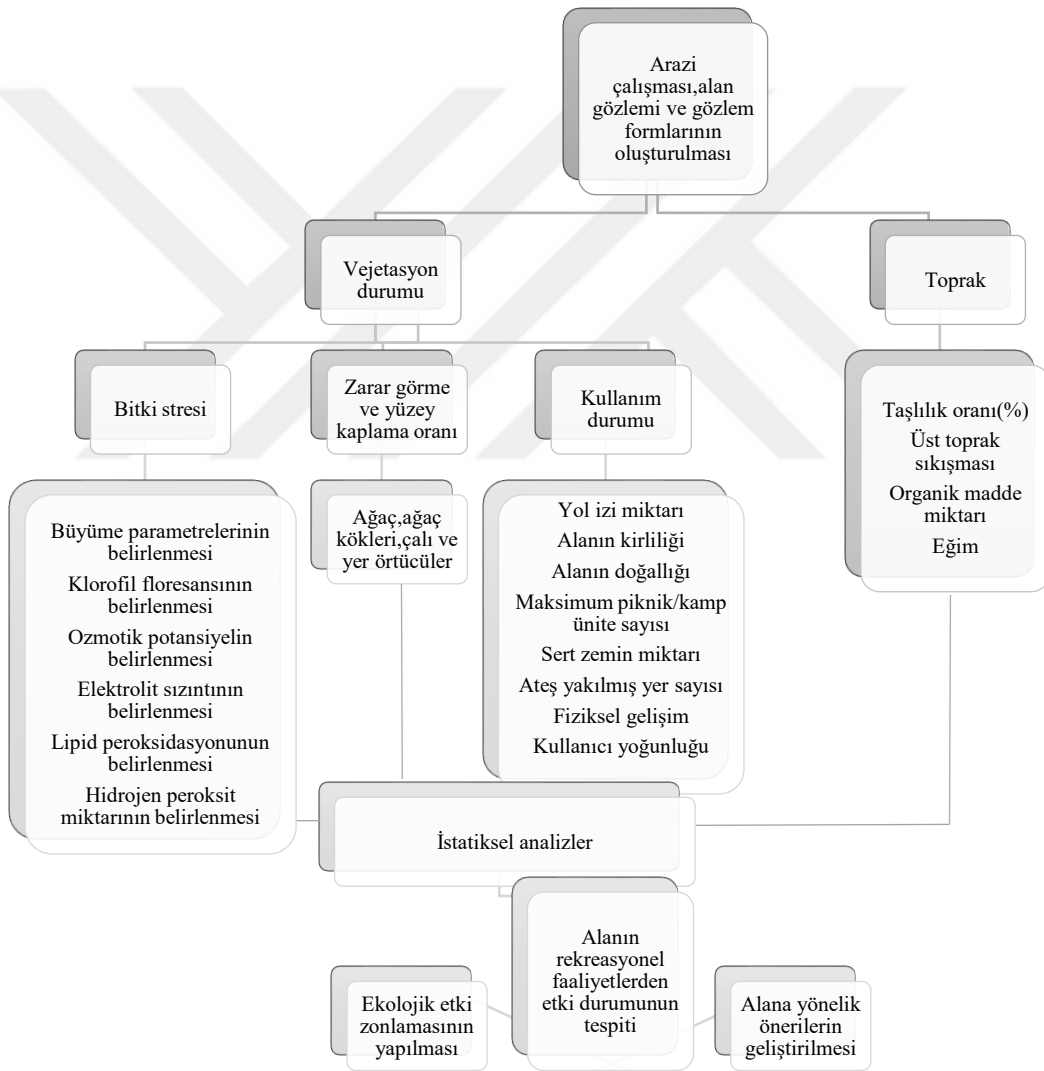 Arazi
çalışması,alan
gözlemi ve gözlem
formlarının
oluşturulması
Vejetasyon
durumu
Toprak
Bitki stresi
Zarar görme
ve yüzey
kaplama oranı
Kullanım
durumu
Taşlılık oranı(%)
Üst toprak
sıkışması
Organik madde
miktarı
Eğim
Büyüme parametrelerinin
belirlenmesi
Klorofil floresansının
belirlenmesi
Ozmotik potansiyelin
belirlenmesi
Elektrolit sızıntının
belirlenmesi
Lipid peroksidasyonunun
belirlenmesi
Hidrojen peroksit
miktarının belirlenmesi
Ağaç,ağaç
kökleri,çalı ve
yer örtücüler
Yol izi miktarı
Alanın kirliliği
Alanın doğallığı
Maksimum piknik/kamp
ünite sayısı
Sert zemin miktarı
Ateş yakılmış yer sayısı
Fiziksel gelişim
Kullanıcı yoğunluğu
İstatiksel analizler
Alanın
rekreasyonel
faaliyetlerden
etki durumunun
tespiti
Ekolojik etki
zonlamasının
yapılması
Alana yönelik
önerilerin
geliştirilmesi